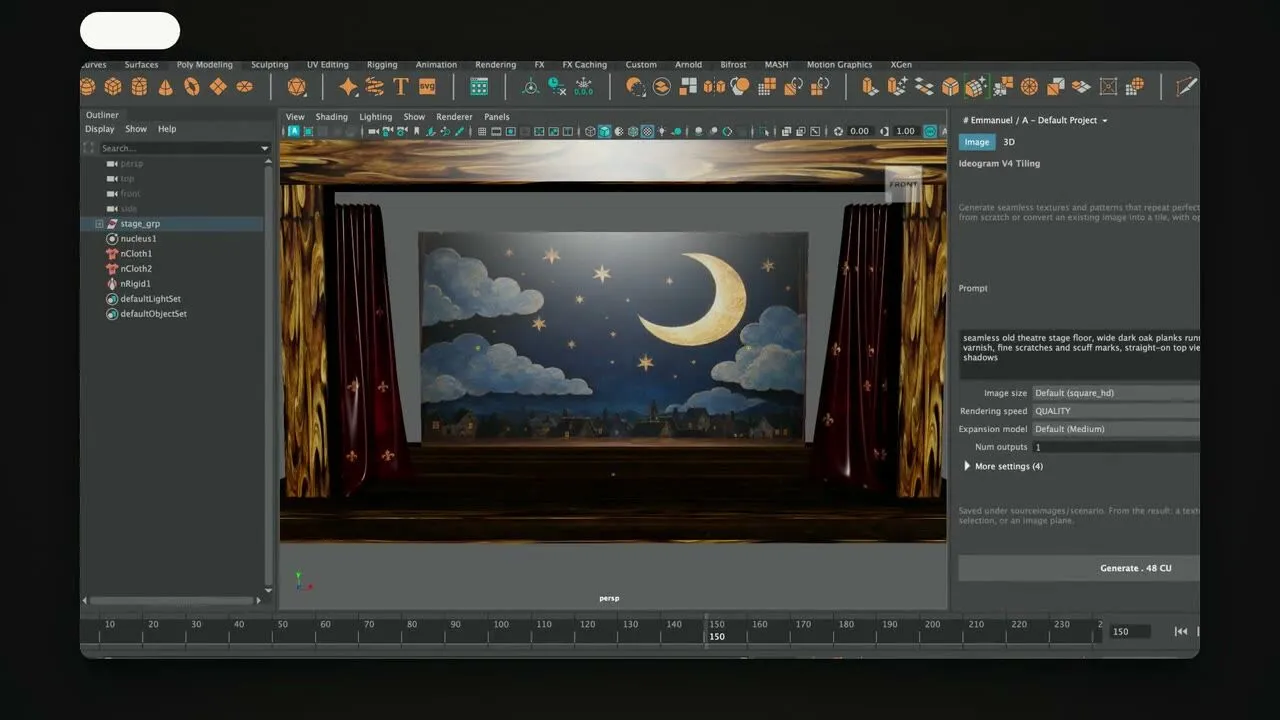 urves Surfaces Poly Modeling Sculpting UV Editing Rigging Animation Rendering FX FX Caching Custom Arnold Bifrost MASH Motion Graphics XGen
T SVG 0,0,0
Outliner
Display Show Help
Search...
persp
top
front
side
stage_grp
nucleus1
nCloth1
nCloth2
nRigid1
defaultLightSet
defaultObjectSet
View Shading Lighting Show Renderer Panels
0.00 1.00
FRONT
persp
# Emmanuel / A - Default Project
Image 3D
Ideogram V4 Tiling
Generate seamless textures and patterns that repeat perfect
from scratch or convert an existing image into a tile, with op
Prompt
seamless old theatre stage floor, wide dark oak planks run
varnish, fine scratches and scuff marks, straight-on top vie
shadows
Image size Default (square_hd)
Rendering speed QUALITY
Expansion model Default (Medium)
Num outputs 1
More settings (4)
Saved under sourceimages/scenario. From the result: a text
selection, or an image plane.
Generate . 48 CU
10 20 30 40 50 60 70 80 90 100 110 120 130 140 150 160 170 180 190 200 210 220 230 2
150
150